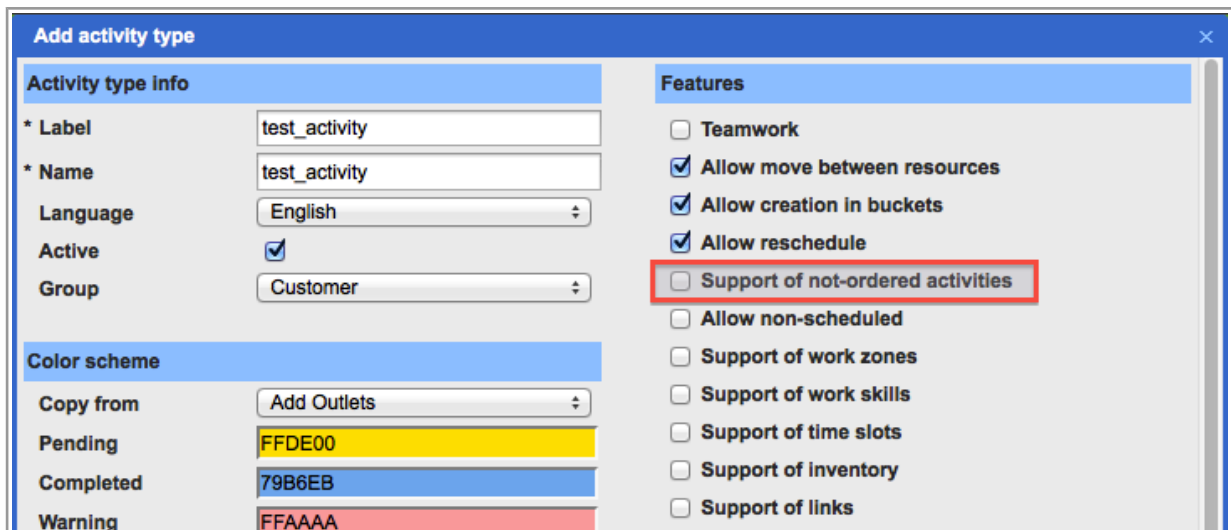 Add activity type
Activity type info
* Label test_activity
* Name test_activity
Language English
Active
Group Customer
Color scheme
Copy from Add Outlets
Pending FFDE00
Completed 79B6EB
Warning FFAAAA
Features
Teamwork
Allow move between resources
Allow creation in buckets
Allow reschedule
Support of not-ordered activities
Allow non-scheduled
Support of work zones
Support of work skills
Support of time slots
Support of inventory
Support of links